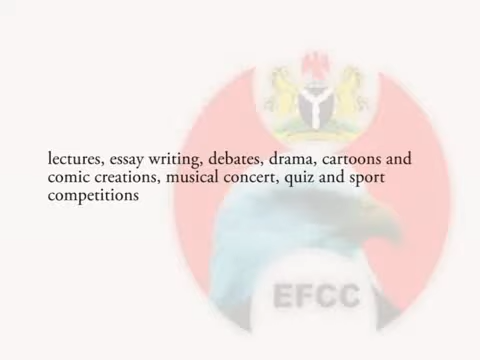 lectures, essay writing, debates, drama, cartoons and
comic creations, musical concert, quiz and sport
competitions
EFCC